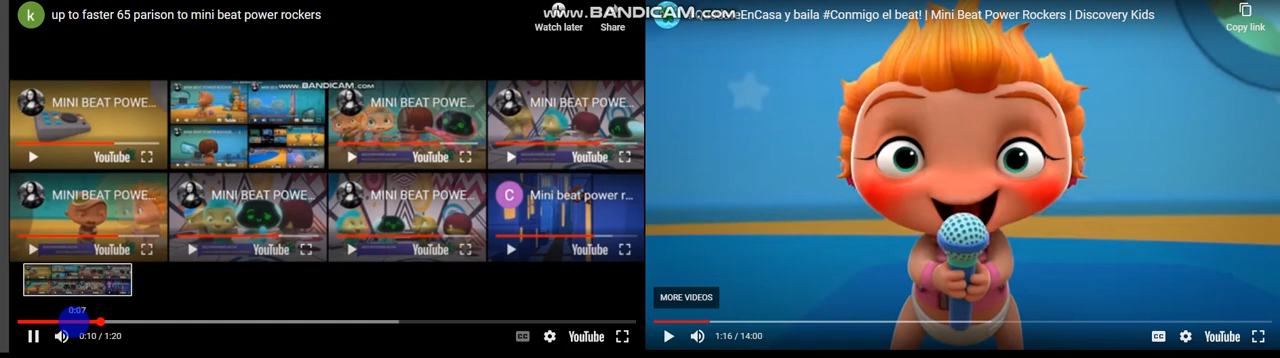 k
up to faster 65 parison to mini beat power rockers
Watch later
Share
www.BANDICAM.com
MINI BEAT POWE...
www.BANDICAM.com
MINI BEAT POWE...
MINI BEAT POWE...
YouTube
YouTube
YouTube
MINI BEAT POWE...
MINI BEAT POWE...
MINI BEAT POWE...
C
Mini beat power r...
YouTube
YouTube
YouTube
YouTube
0:07
0:10 / 1:20
CC
YouTube
EnCasa y baila #Conmigo el beat! | Mini Beat Power Rockers | Discovery Kids
Copy link
MORE VIDEOS
1:16 / 14:00
CC
YouTube